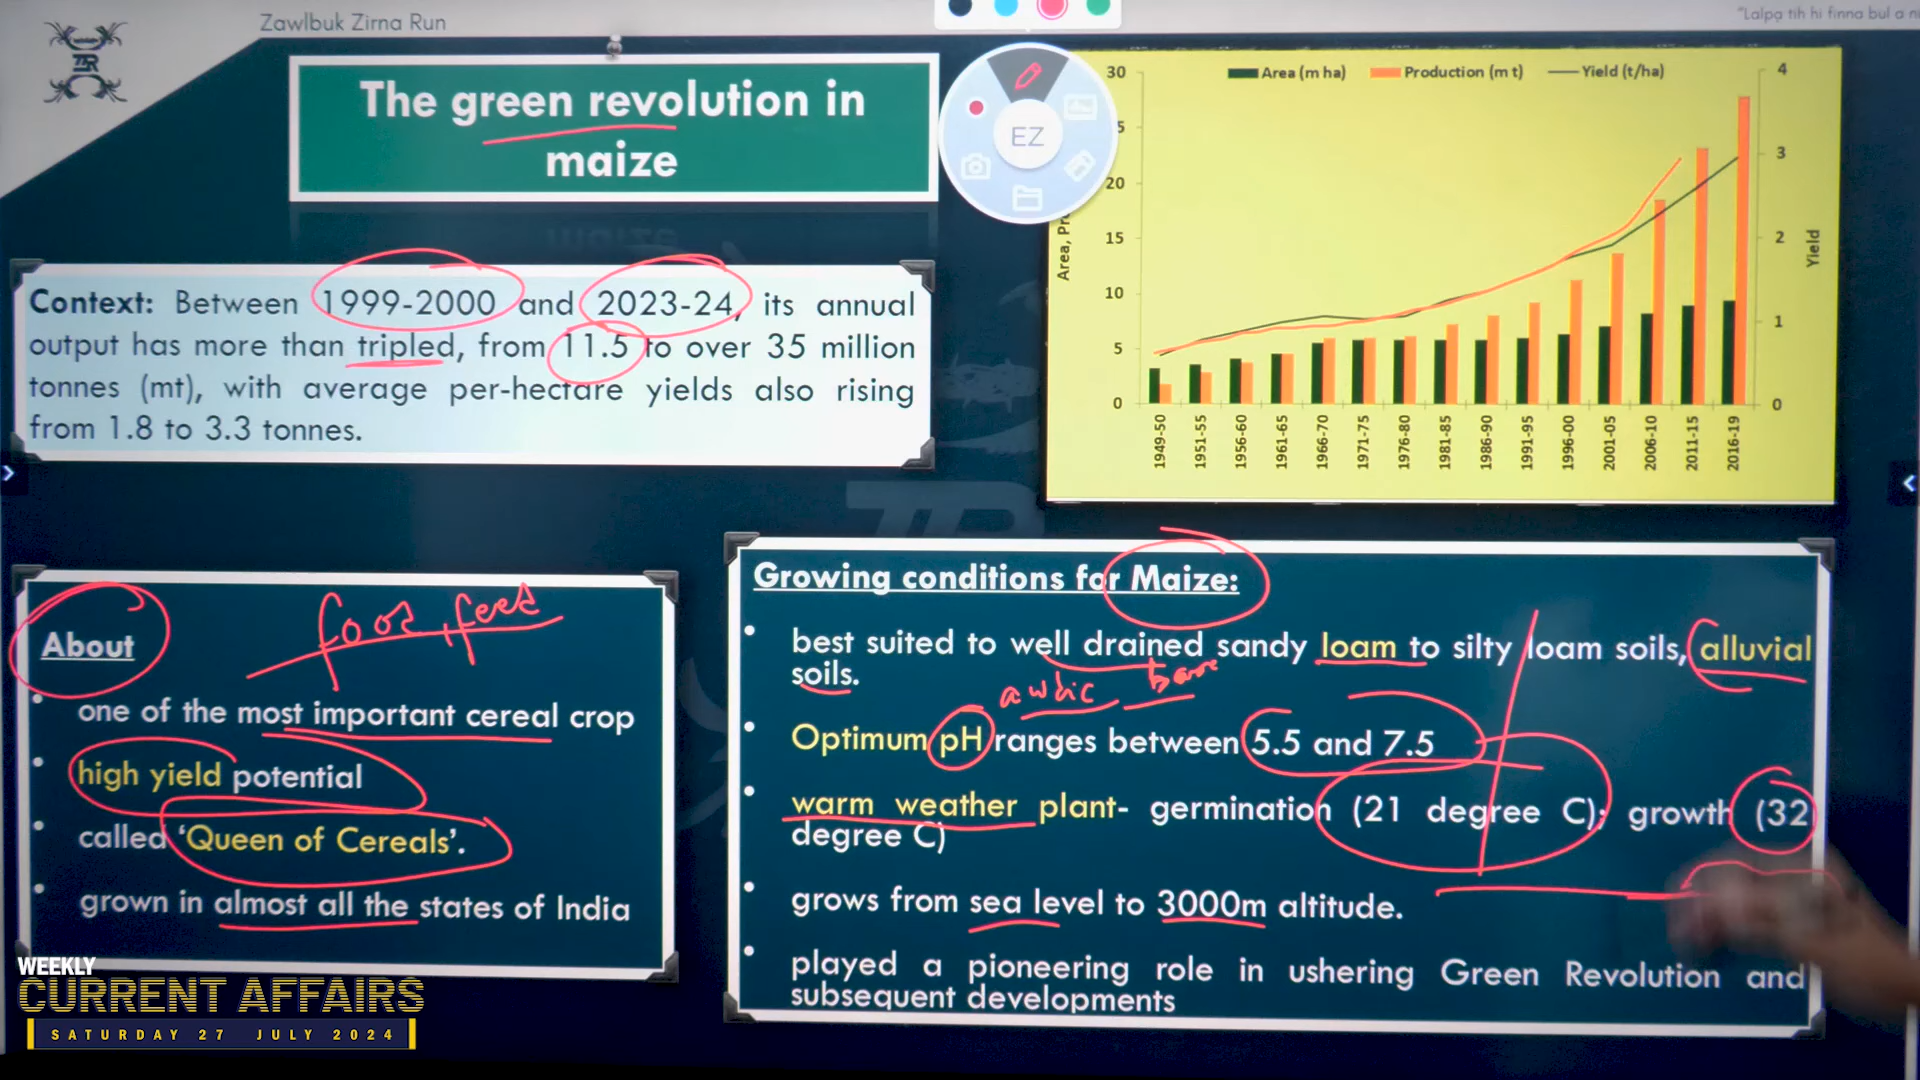 Zawlbuk Zirna Run
"Lalpa tih hi finna bul a ni
The green revolution in
maize
EZ
Context: Between 1999-2000 and 2023-24, its annual
output has more than tripled, from 11.5 to over 35 million
tonnes (mt), with average per-hectare yields also rising
from 1.8 to 3.3 tonnes.
Area (m ha) Production (m t) Yield (t/ha)
30
5
20
15
10
5
0
4
3
2
1
0
Area, Pr
Yield
1949-50 1951-55 1956-60 1961-65 1966-70 1971-75 1976-80 1981-85 1986-90 1991-95 1996-00 2001-05 2006-10 2011-15 2016-19
About
food, feed
• one of the most important cereal crop
• high yield potential
• called 'Queen of Cereals'.
• grown in almost all the states of India
Growing conditions for Maize:
• best suited to well drained sandy loam to silty loam soils, alluvial
soils.
• Optimum pH ranges between 5.5 and 7.5
• warm weather plant- germination (21 degree C); growth (32
degree C)
• grows from sea level to 3000m altitude.
• played a pioneering role in ushering Green Revolution and
subsequent developments
WEEKLY
CURRENT AFFAIRS
SATURDAY 27 JULY 2024